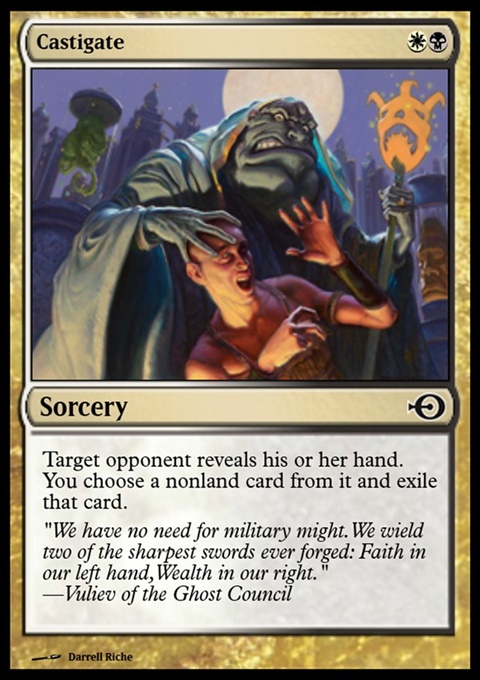 Castigate
Sorcery
Target opponent reveals his or her hand.
You choose a nonland card from it and exile
that card.
"We have no need for military might. We wield
two of the sharpest swords ever forged: Faith in
our left hand, Wealth in our right."
—Vuliev of the Ghost Council
Darrell Riche